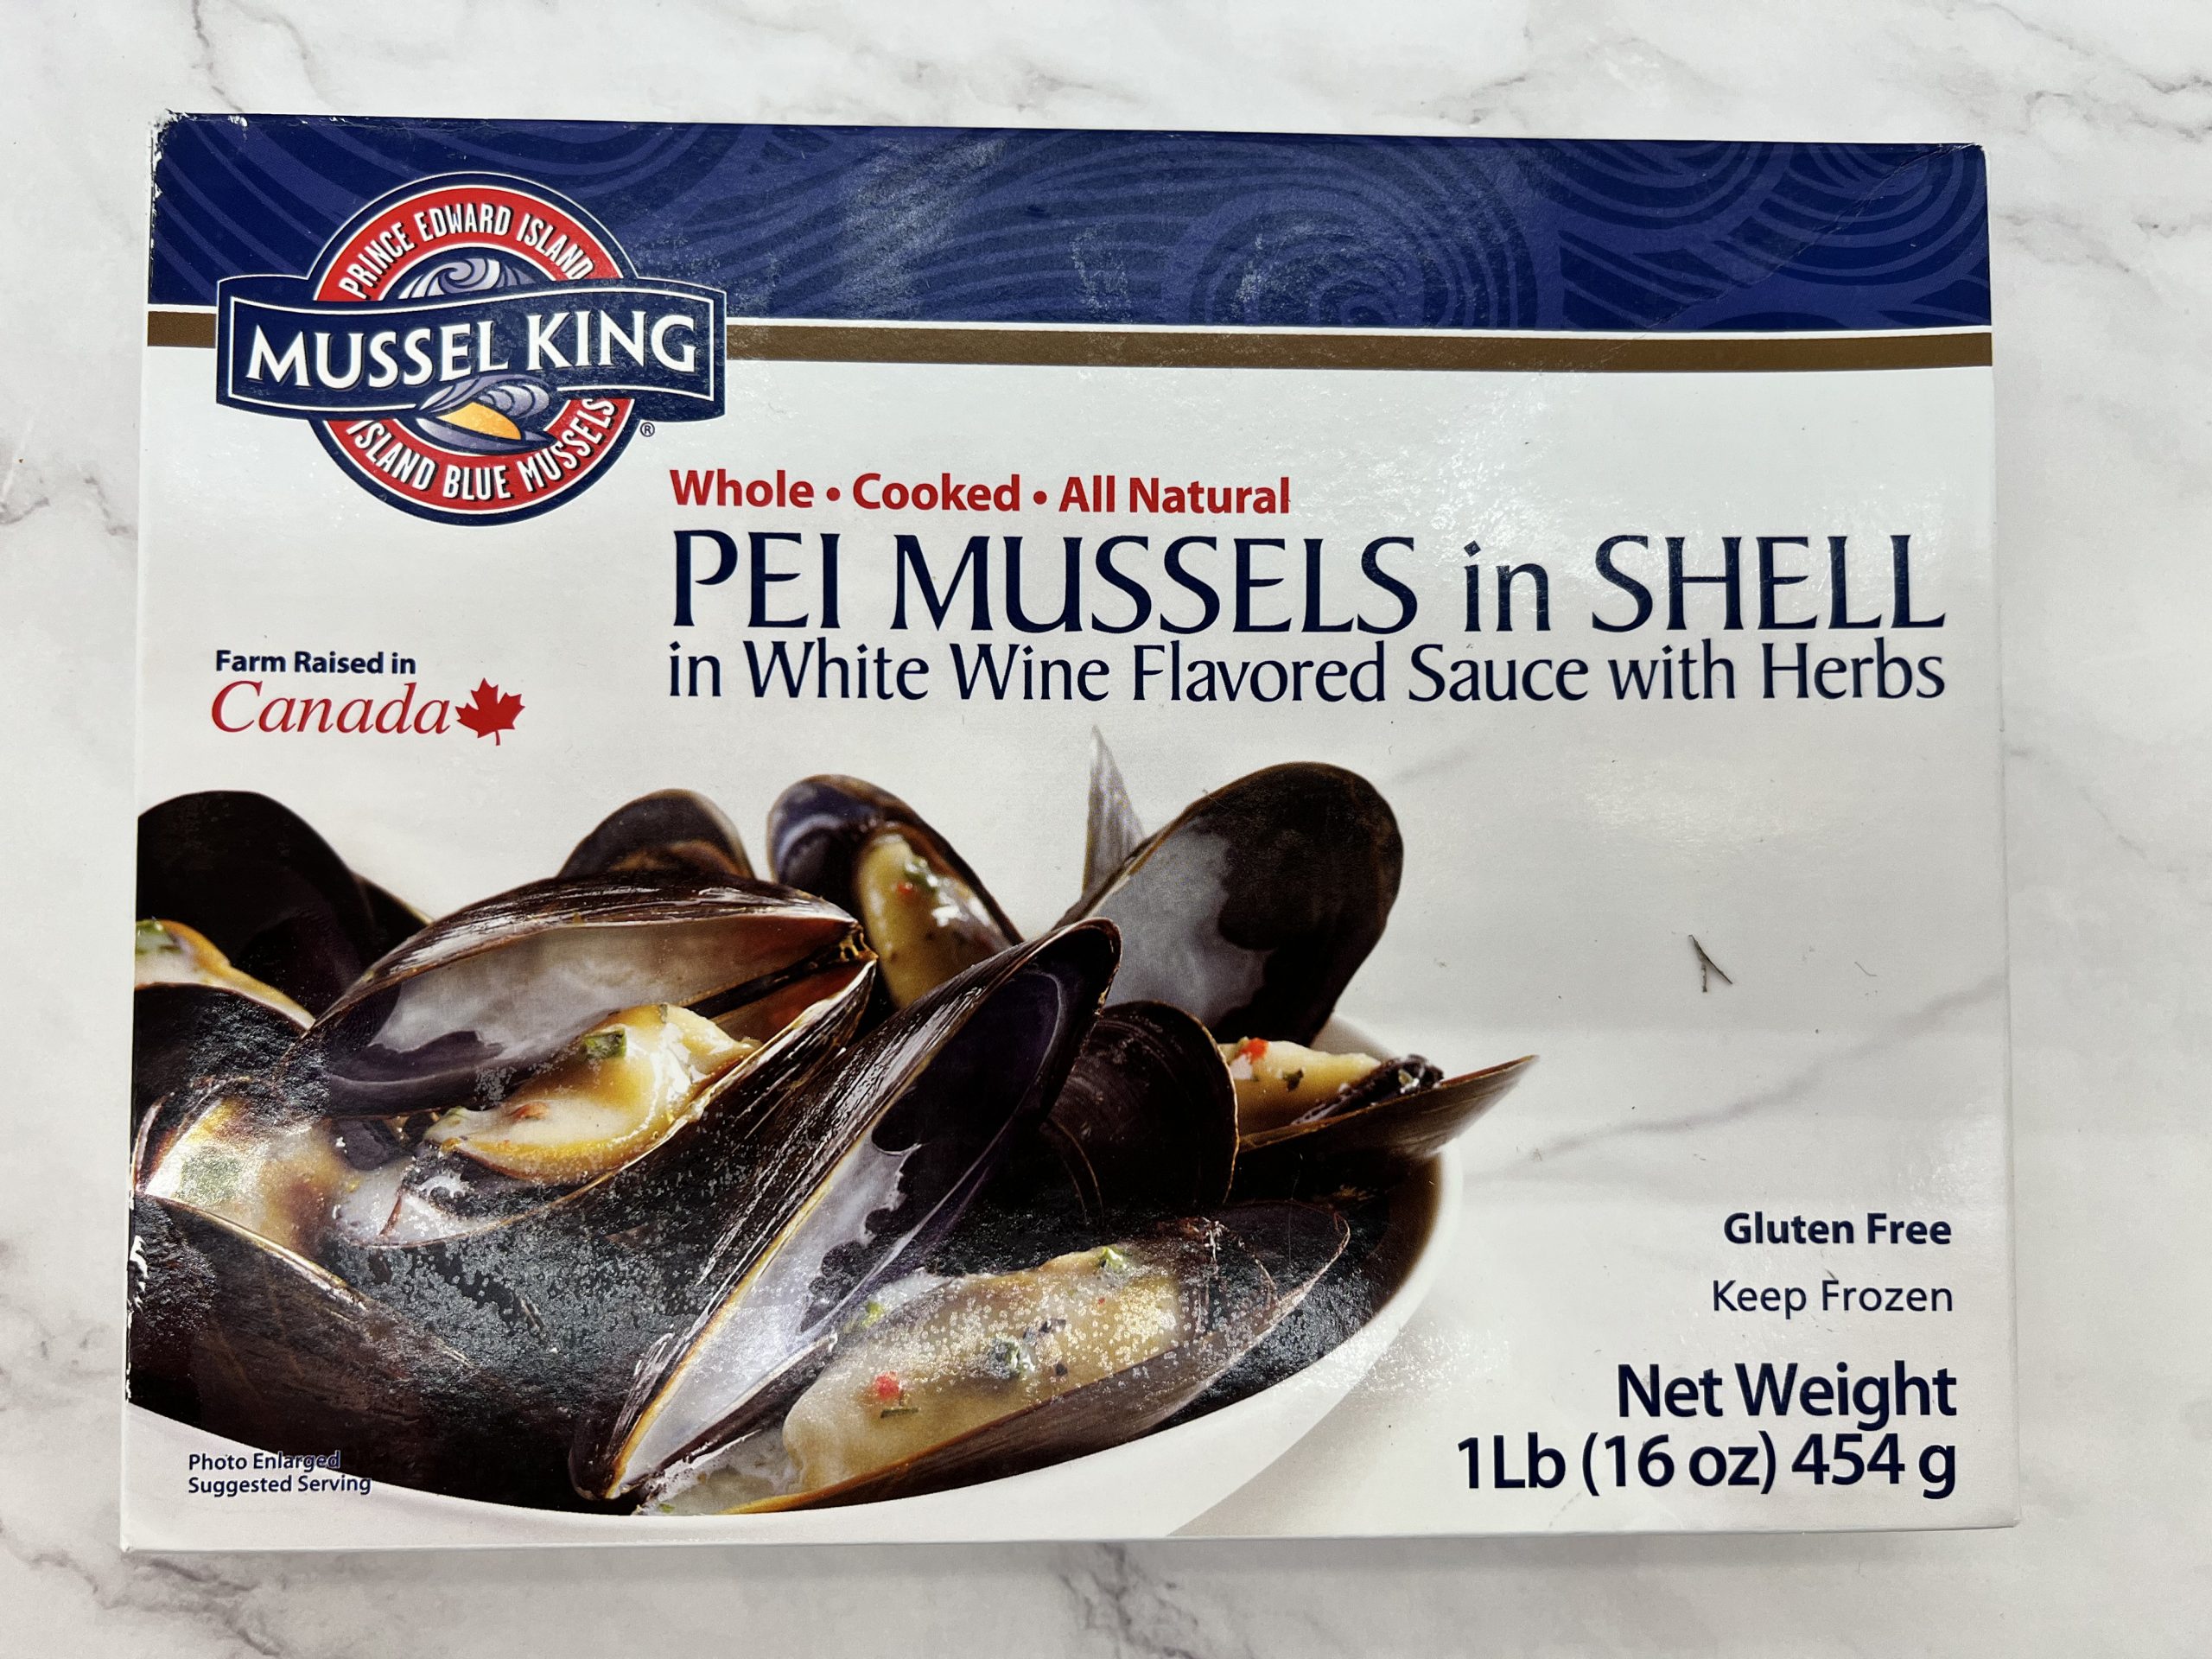 PRINCE EDWARD ISLAND
MUSSEL KING
ISLAND BLUE MUSSELS
®
Whole • Cooked • All Natural
PEI MUSSELS in SHELL
in White Wine Flavored Sauce with Herbs
Farm Raised in
Canada
Gluten Free
Keep Frozen
Net Weight
1Lb (16 oz) 454 g
Photo Enlarged
Suggested Serving